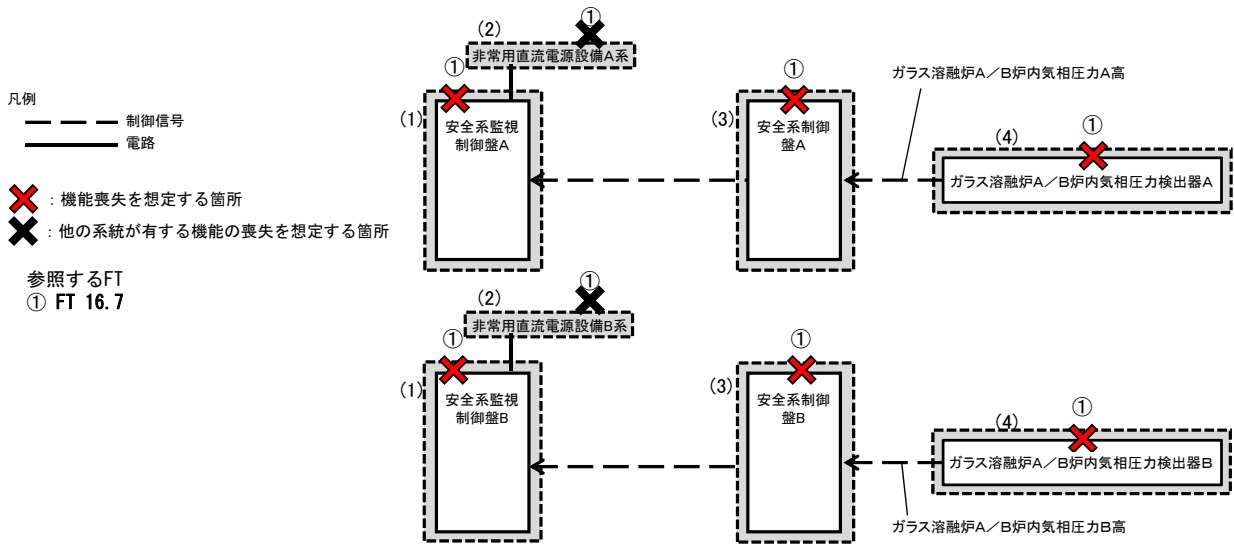 凡例
制御信号
電路
：機能喪失を想定する箇所
：他の系統が有する機能の喪失を想定する箇所
参照するFT
① FT 16.7
(2)
①
非常用直流電源設備A系
①
(1)
安全系監視
制御盤A
①
(3)
安全系制御
盤A
ガラス溶融炉A／B炉内気相圧力A高
(4)
①
ガラス溶融炉A／B炉内気相圧力検出器A
(2)
①
非常用直流電源設備B系
①
(1)
安全系監視
制御盤B
①
(3)
安全系制御
盤B
(4)
①
ガラス溶融炉A／B炉内気相圧力検出器B
ガラス溶融炉A／B炉内気相圧力B高